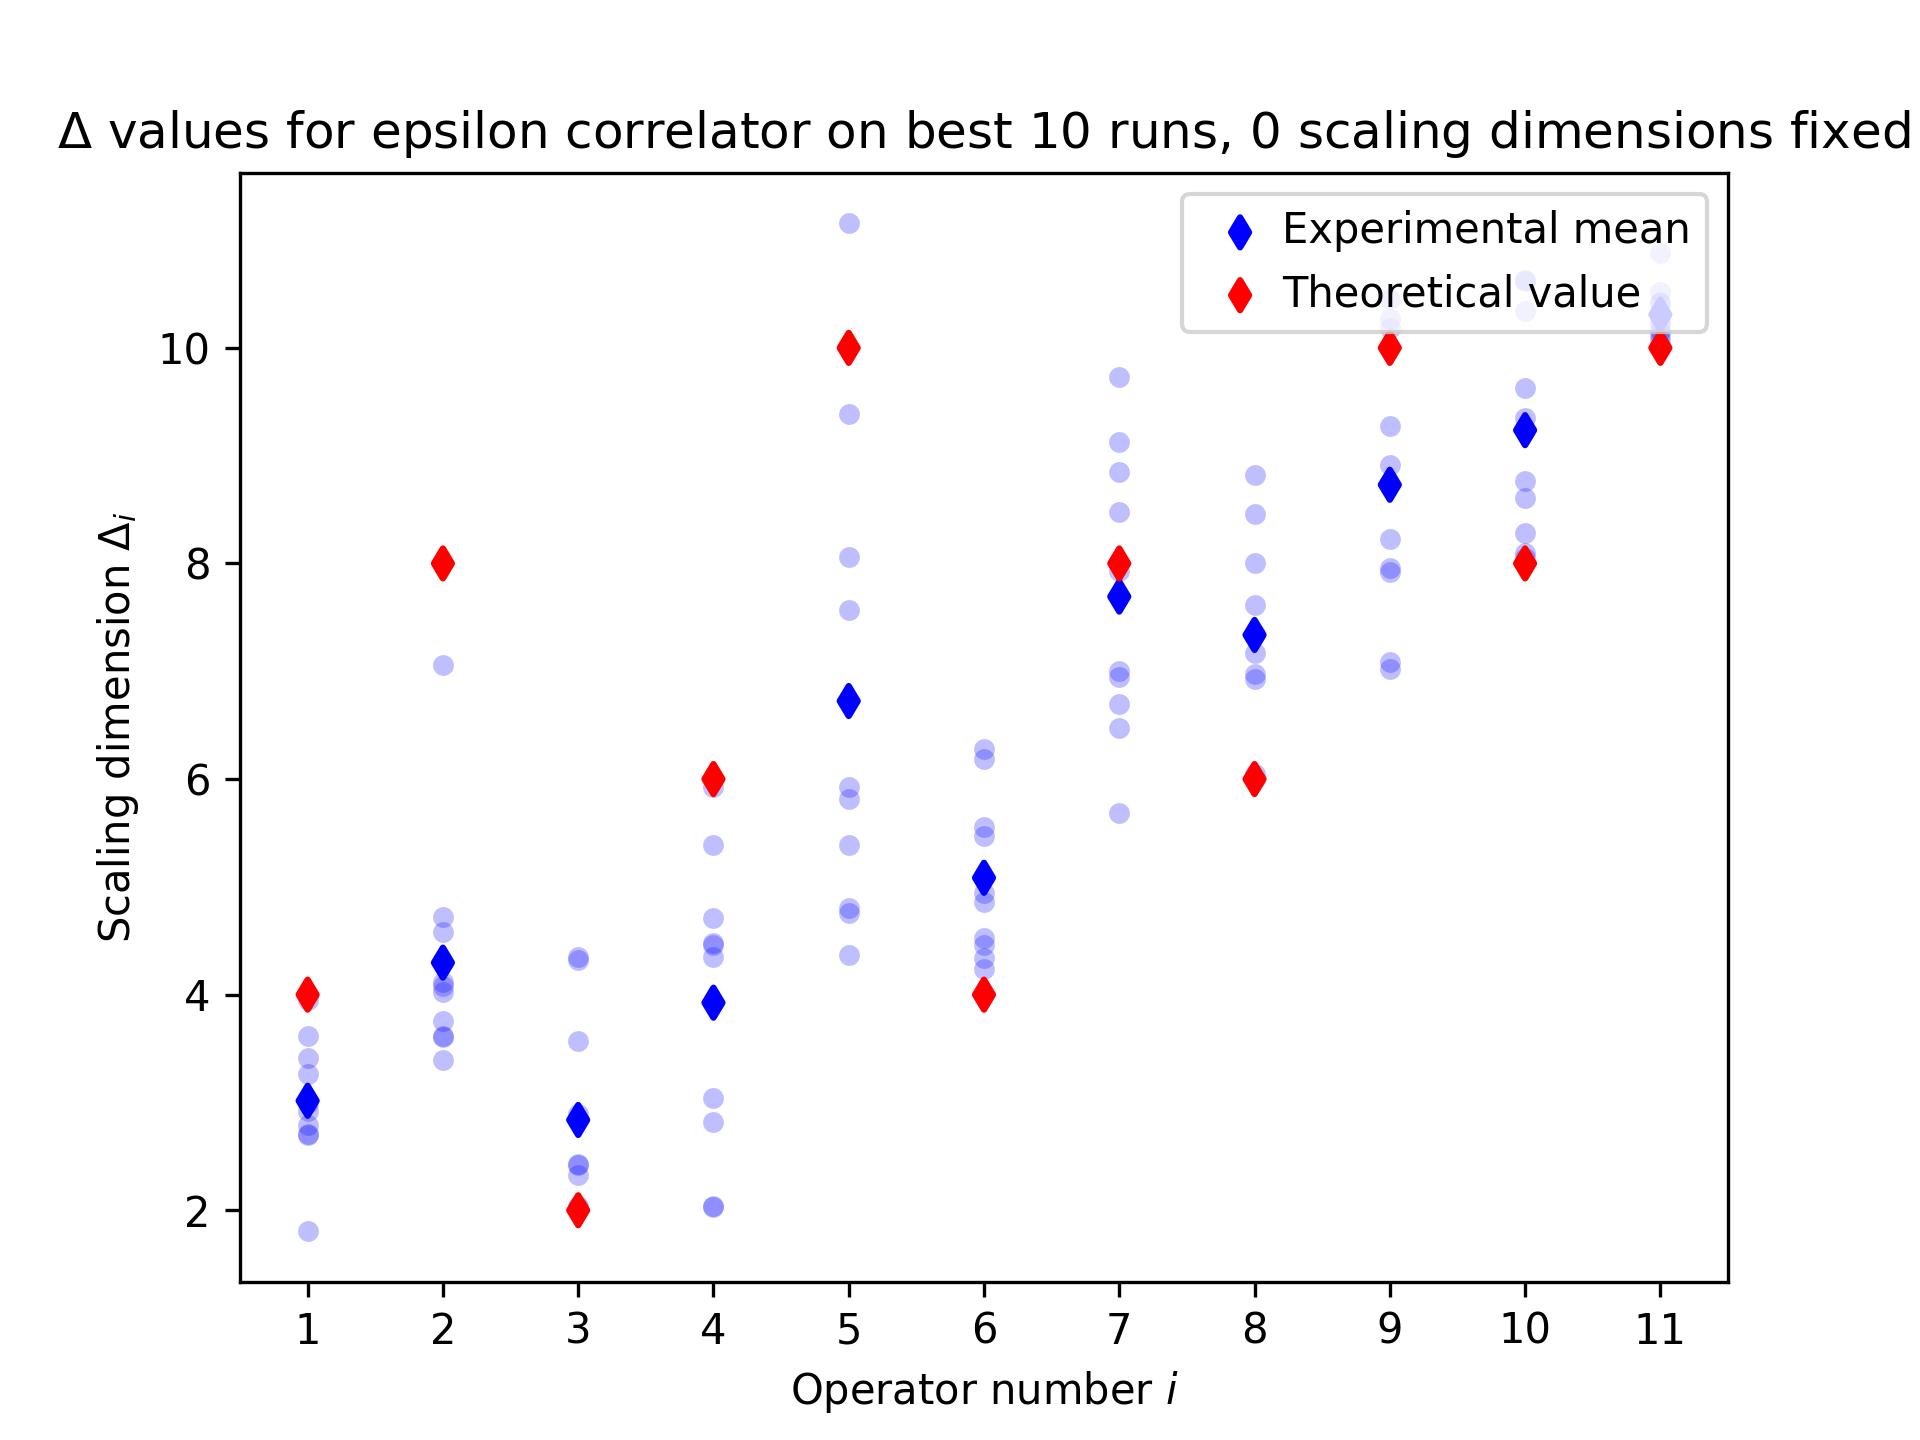 Δ values for epsilon correlator on best 10 runs, 0 scaling dimensions fixed
Experimental mean
Theoretical value
10
8
6
4
2
Scaling dimension Δi
1 2 3 4 5 6 7 8 9 10 11
Operator number i